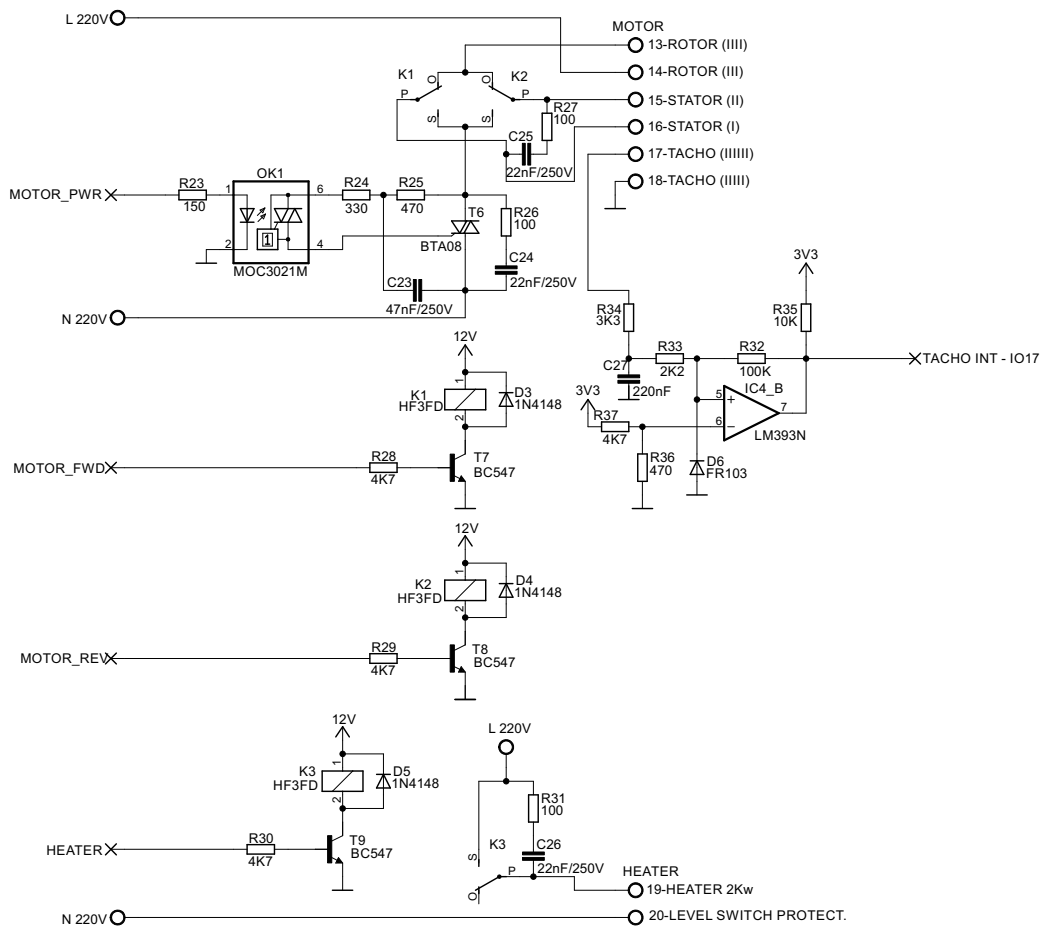 L 220V
MOTOR
13-ROTOR (IIII)
14-ROTOR (III)
15-STATOR (II)
16-STATOR (I)
17-TACHO (IIIIII)
18-TACHO (IIIII)
K1
K2
O
O
P
P
S
S
R27
100
C25
22nF/250V
OK1
MOTOR_PWR
R23
150
1
6
2
4
1
MOC3021M
R24
330
R25
470
T6
BTA08
R26
100
C24
22nF/250V
C23
47nF/250V
N 220V
3V3
R34
3K3
R35
10K
R33
2K2
R32
100K
TACHO INT - IO17
C27
220nF
IC4_B
5
+
6
-
7
LM393N
3V3
R37
4K7
R36
470
D6
FR103
12V
1
K1
HF3FD
2
D3
1N4148
MOTOR_FWD
R28
4K7
T7
BC547
12V
1
K2
HF3FD
2
D4
1N4148
MOTOR_REV
R29
4K7
T8
BC547
12V
1
K3
HF3FD
2
D5
1N4148
HEATER
R30
4K7
T9
BC547
L 220V
R31
100
K3
S
P
O
C26
22nF/250V
HEATER
19-HEATER 2Kw
N 220V
20-LEVEL SWITCH PROTECT.